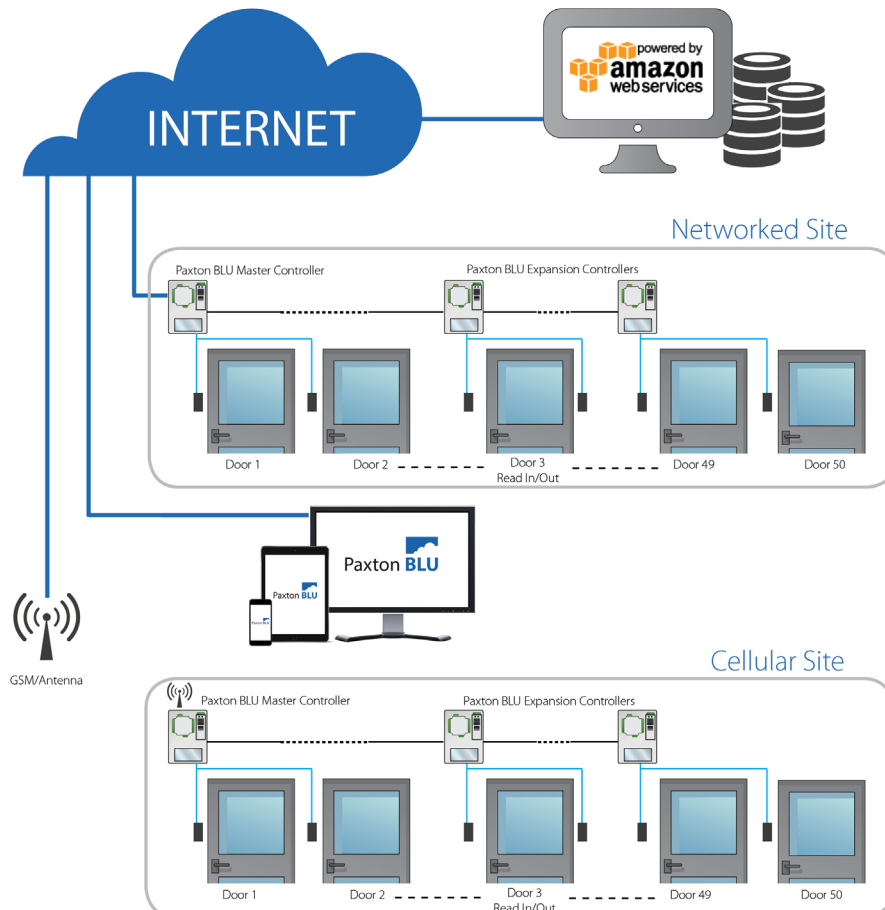 INTERNET
powered by
amazon
web services
Networked Site
Paxton BLU Master Controller
Paxton BLU Expansion Controllers
Door 1
Door 2
Door 3
Door 49
Door 50
Read In/Out
Paxton BLU
Paxton BLU
Paxton BLU
GSM/Antenna
Cellular Site
Paxton BLU Master Controller
Paxton BLU Expansion Controllers
Door 1
Door 2
Door 3
Door 49
Door 50
Read In/Out